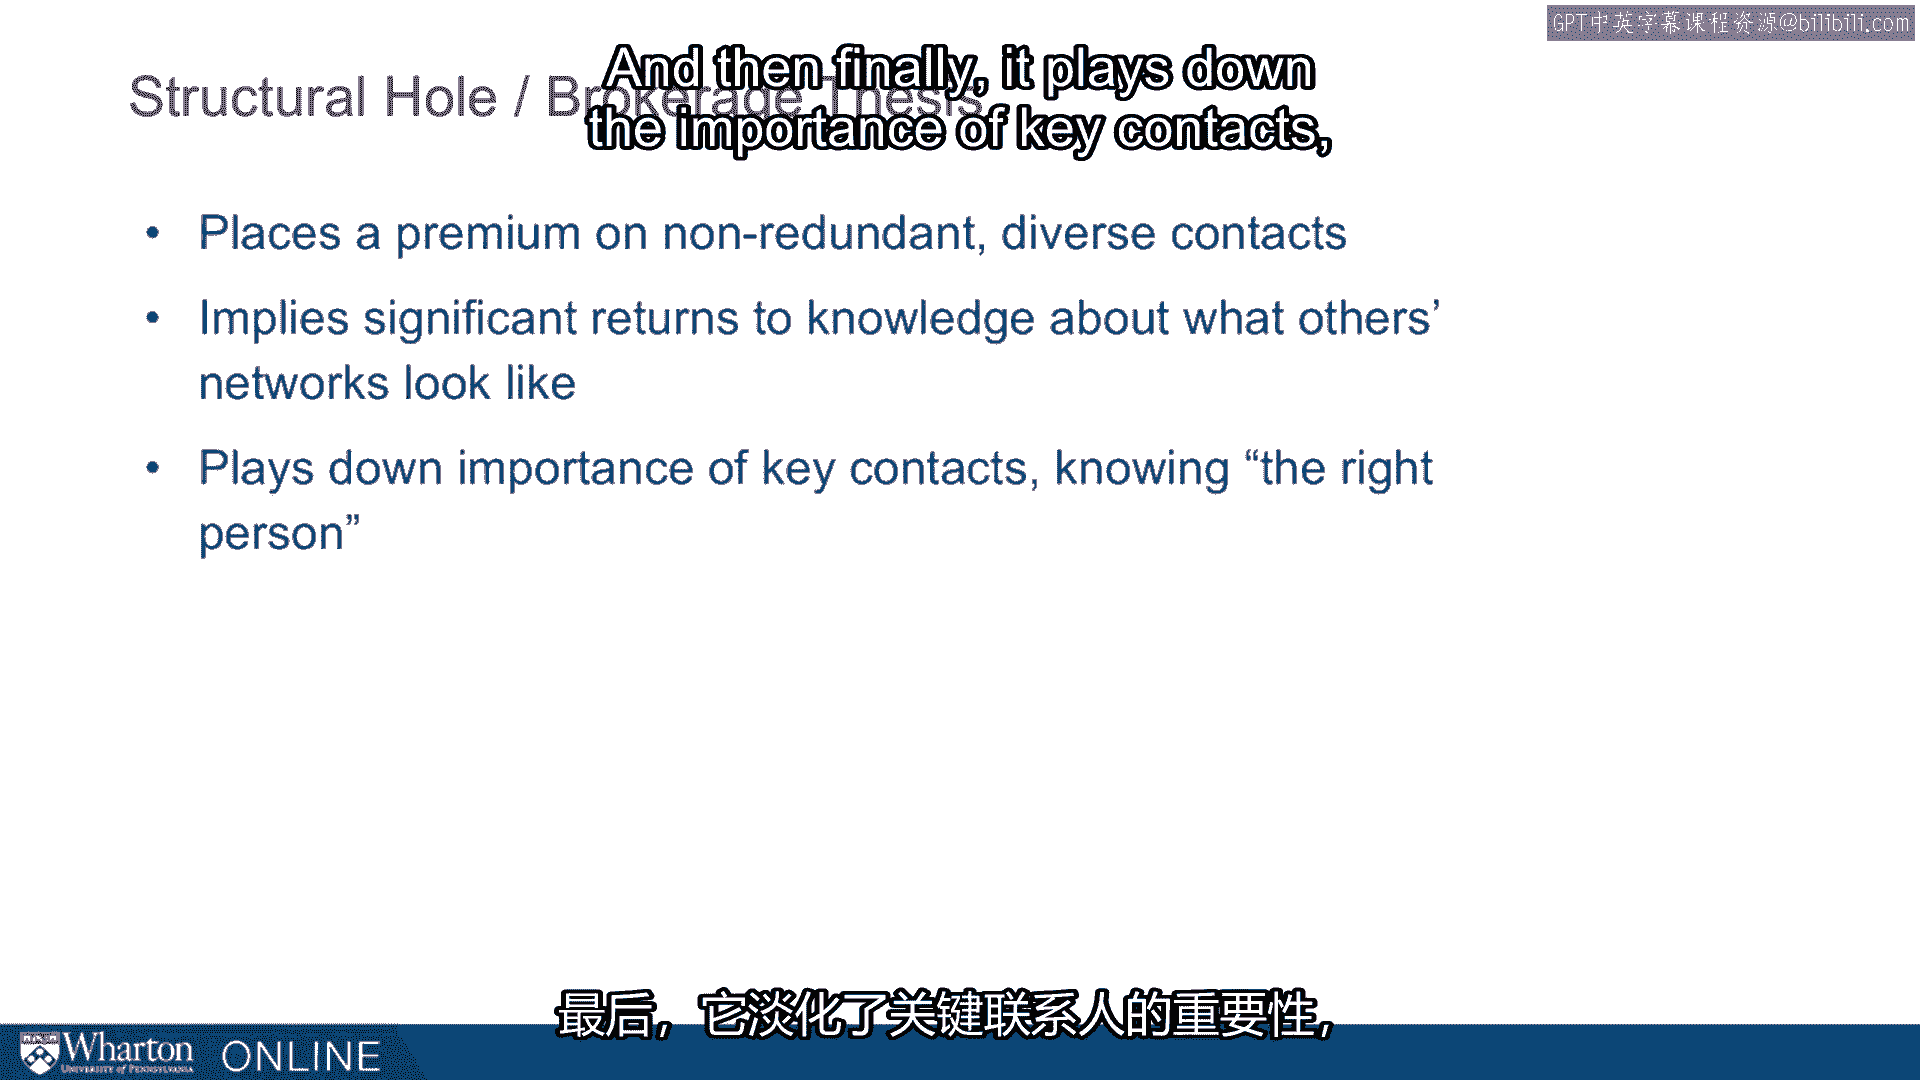 GPT中英字幕课程资源@bilibili.com
And then finally, it plays down
the importance of key contacts,
Structural Hole / Brokerage Thesis
• Places a premium on non-redundant, diverse contacts
• Implies significant returns to knowledge about what others’
networks look like
• Plays down importance of key contacts, knowing “the right
person”
最后，它淡化了关键联系人的重要性，
Wharton
UNIVERSITY of PENNSYLVANIA
ONLINE